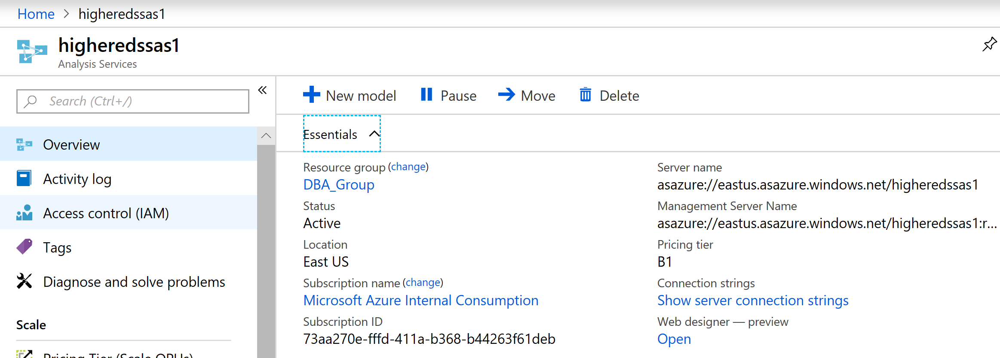 Home > higheredssas1
higheredssas1
Analysis Services
Search (Ctrl+/)
Overview
Activity log
Access control (IAM)
Tags
Diagnose and solve problems
Scale
Pricing Tier (Scale QPUs)
New model Pause Move Delete
Essentials
Resource group (change)
DBA_Group
Status
Active
Location
East US
Subscription name (change)
Microsoft Azure Internal Consumption
Subscription ID
73aa270e-fffd-411a-b368-b44263f61deb
Server name
asazure://eastus.asazure.windows.net/higheredssas1
Management Server Name
asazure://eastus.asazure.windows.net/higheredssas1:r...
Pricing tier
B1
Connection strings
Show server connection strings
Web designer — preview
Open